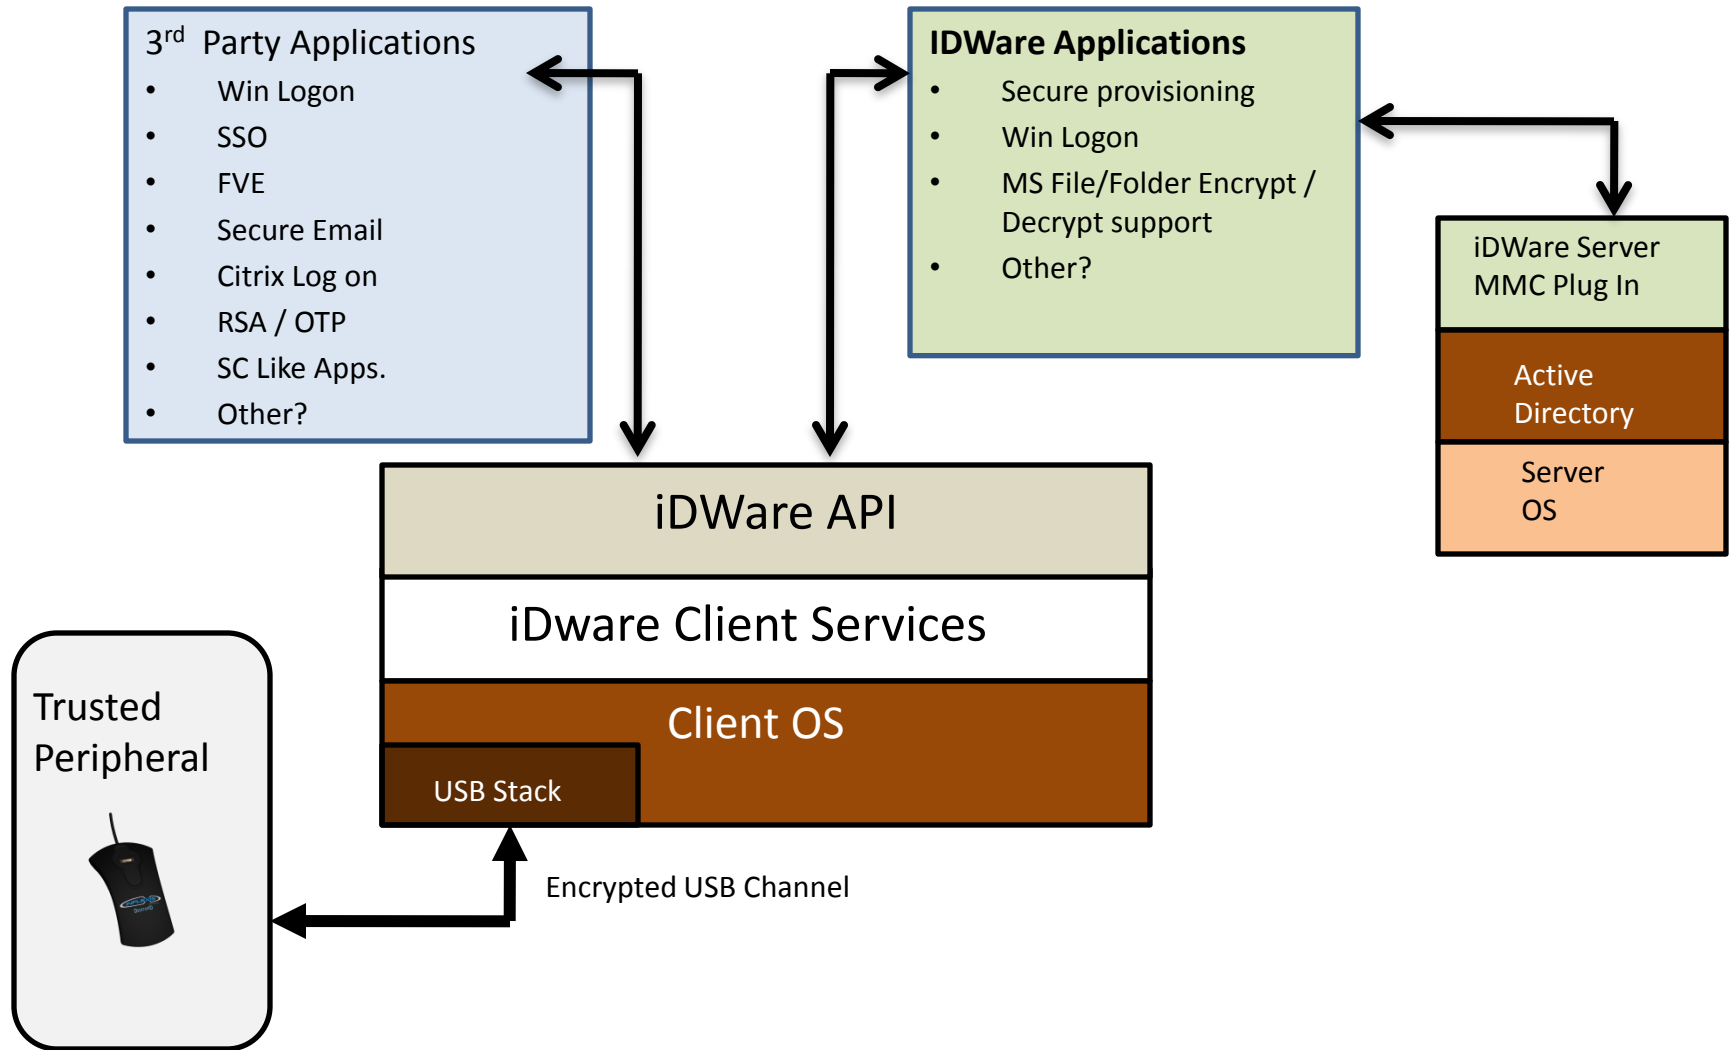 3rd Party Applications
• Win Logon
• SSO
• FVE
• Secure Email
• Citrix Log on
• RSA / OTP
• SC Like Apps.
• Other?
IDWare Applications
• Secure provisioning
• Win Logon
• MS File/Folder Encrypt /
Decrypt support
• Other?
iDWare Server
MMC Plug In
Active
Directory
Server
OS
iDWare API
iDware Client Services
Client OS
USB Stack
Trusted
Peripheral
Encrypted USB Channel